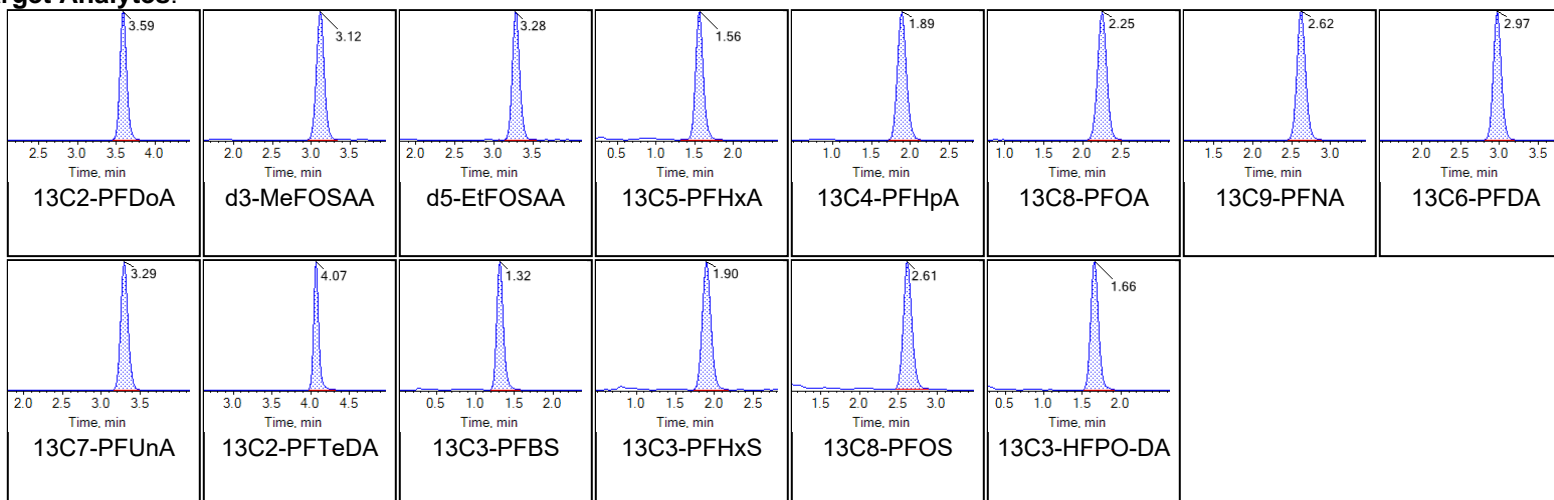 rget Analytes:
3.59
2.5 3.0 3.5 4.0
Time, min
13C2-PFDoA
3.12
2.0 2.5 3.0 3.5
Time, min
d3-MeFOSAA
3.28
2.0 2.5 3.0 3.5
Time, min
d5-EtFOSAA
1.56
0.5 1.0 1.5 2.0
Time, min
13C5-PFHxA
1.89
1.0 1.5 2.0 2.5
Time, min
13C4-PFHpA
2.25
1.0 1.5 2.0 2.5
Time, min
13C8-PFOA
2.62
1.5 2.0 2.5 3.0
Time, min
13C9-PFNA
2.97
2.0 2.5 3.0 3.5
Time, min
13C6-PFDA
3.29
2.0 2.5 3.0 3.5
Time, min
13C7-PFUnA
4.07
3.0 3.5 4.0 4.5
Time, min
13C2-PFTeDA
1.32
0.5 1.0 1.5 2.0
Time, min
13C3-PFBS
1.90
1.0 1.5 2.0 2.5
Time, min
13C3-PFHxS
2.61
1.5 2.0 2.5 3.0
Time, min
13C8-PFOS
1.66
0.5 1.0 1.5 2.0
Time, min
13C3-HFPO-DA